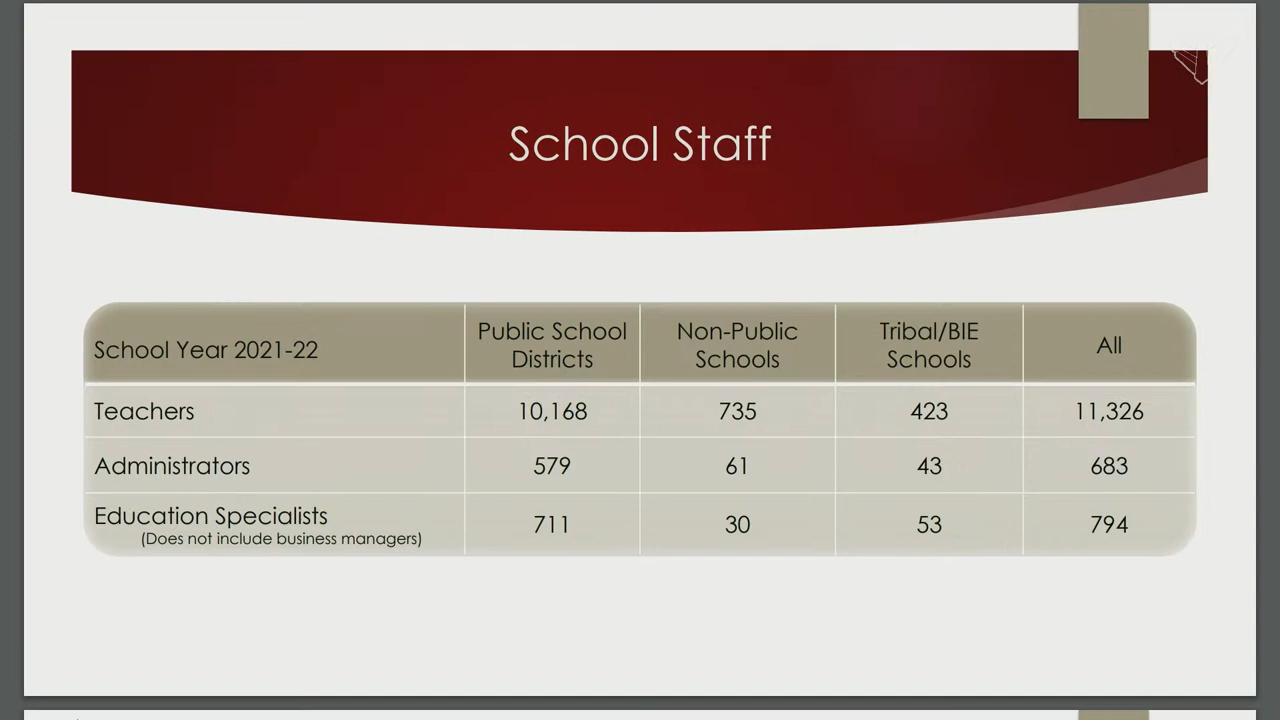 School Staff
School Year 2021-22
Public School Districts
Non-Public Schools
Tribal/BIE Schools
All
Teachers 10,168 735 423 11,326
Administrators 579 61 43 683
Education Specialists 711 30 53 794
(Does not include business managers)